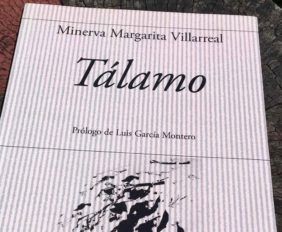 Minerva Margarita Villarreal
Tálamo
Prólogo de Luis García Montero